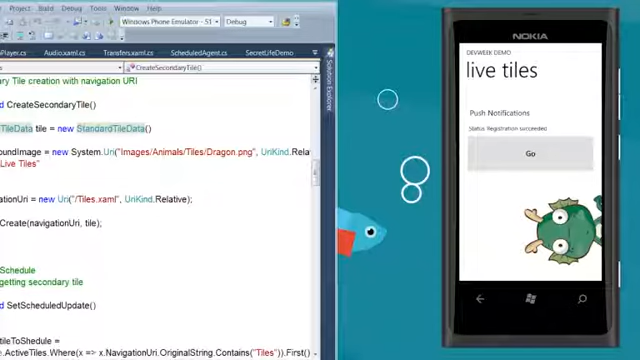 Project Build Debug Tools Window Help
Windows Phone Emulator - 51 Debug
Player.cs Audio.xaml.cs Transfers.xaml.cs ScheduledAgent.cs SecretLifeDemo
CreateSecondaryTile()
ary Tile creation with navigation URI
d CreateSecondaryTile()
TileData tile = new StandardTileData()
oundImage = new System.Uri("Images/Animals/Tiles/Dragon.png", UriKind.Rela
Live Tiles"
ationUri = new Uri("/Tiles.xaml", UriKind.Relative);
Create(navigationUri, tile);
Schedule
getting secondary tile
d SetScheduledUpdate()
tileToShedule =
e.ActiveTiles.Where(x => x.NavigationUri.OriginalString.Contains("Tiles")).First()
Solution Explorer
NOKIA
DEVWEEK DEMO
live tiles
Push Notifications
Status: Registration succeeded
Go